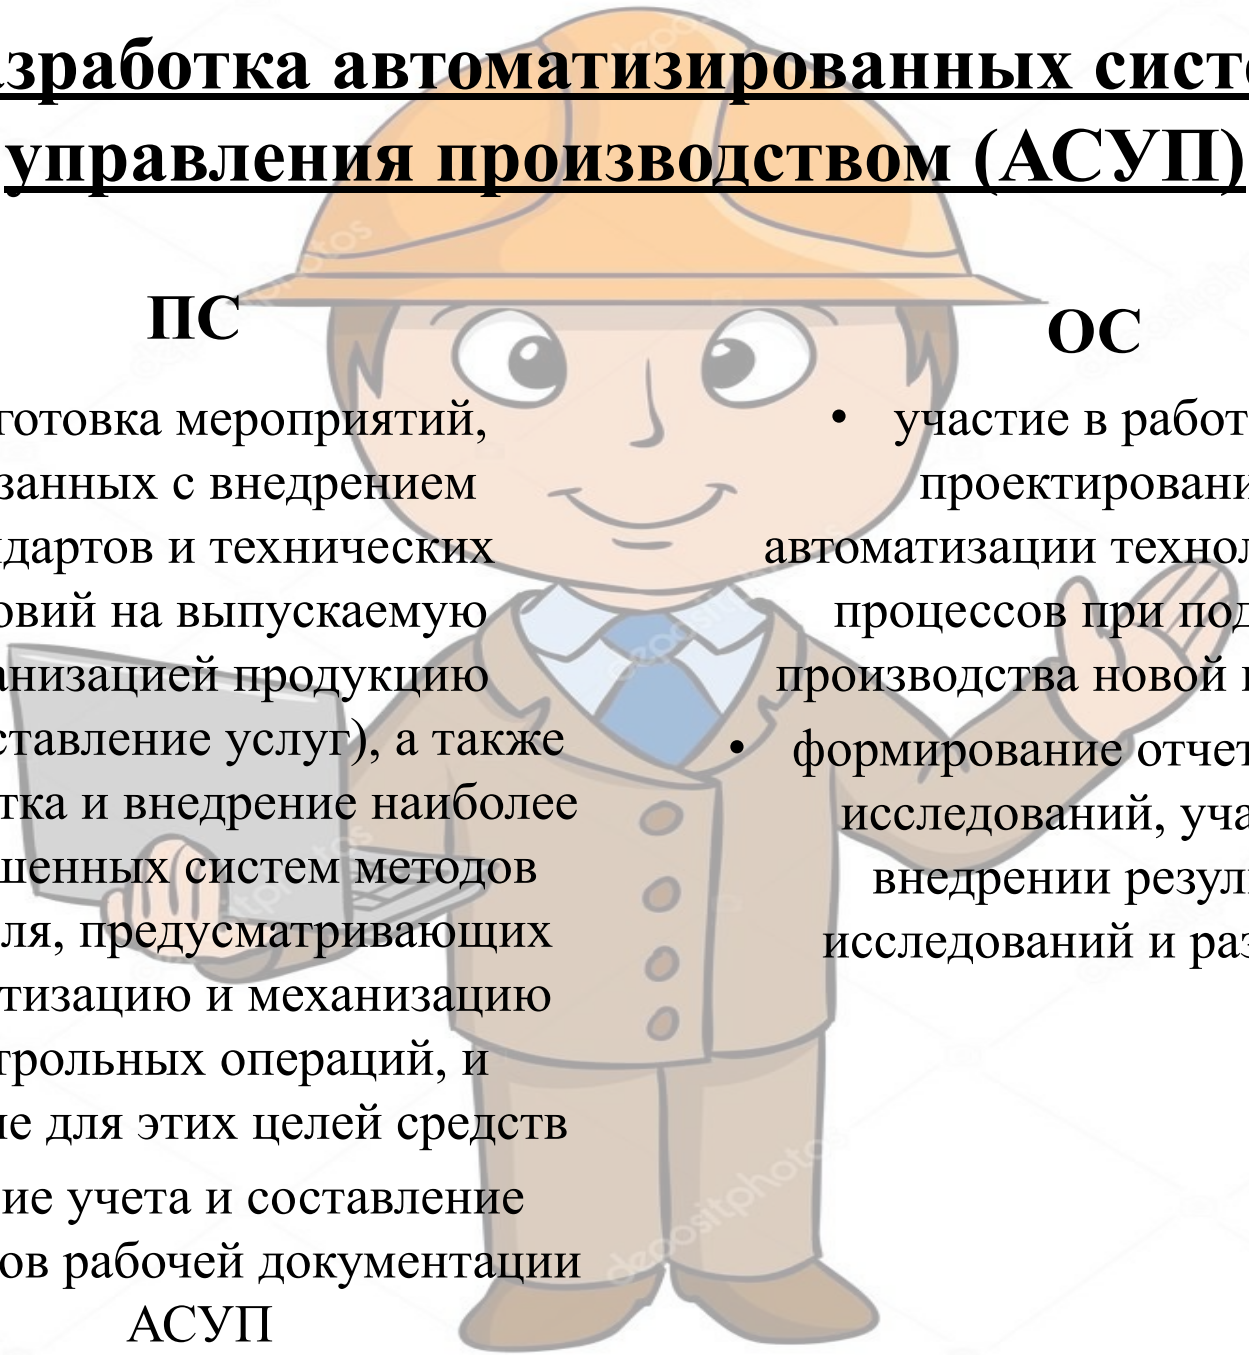 азработка автоматизированных систе
управления производством (АСУП)
ПС
готовка мероприятий,
занных с внедрением
дартов и технических
овий на выпускаемую
анизацией продукцию
ставление услуг), а также
тка и внедрение наиболее
шенных систем методов
ля, предусматривающих
тизацию и механизацию
трольных операций, и
ие для этих целей средств
ие учета и составление
ов рабочей документации
АСУП
ОС
• участие в работ
проектировани
автоматизации технол
процессов при под
производства новой
• формирование отчет
исследований, уча
внедрении резул
исследований и раз
depositphotos